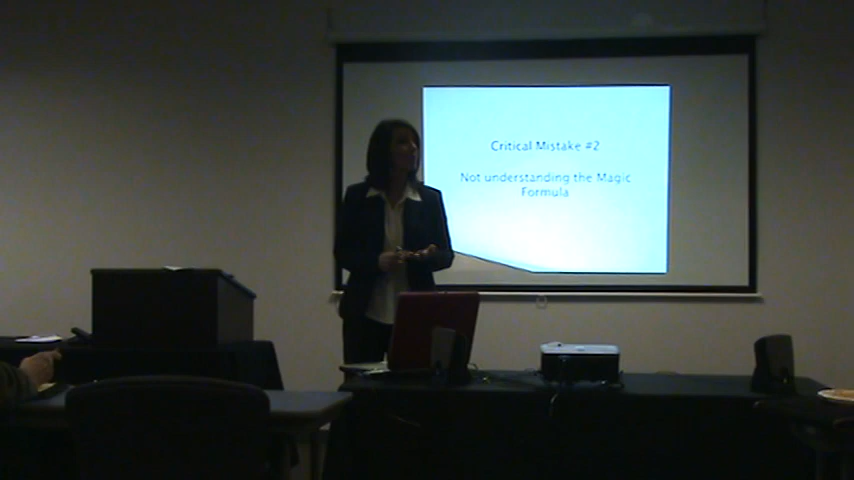 Critical Mistake #2
Not understanding the Magic
Formula